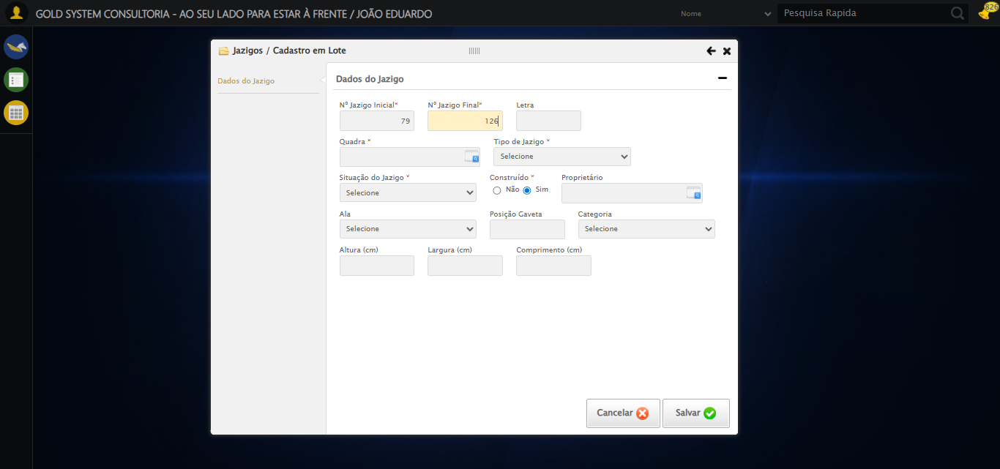 GOLD SYSTEM CONSULTORIA - AO SEU LADO PARA ESTAR À FRENTE / JOÃO EDUARDO
Nome
Pesquisa Rapida
826
Jazigos / Cadastro em Lote
Dados do Jazigo
Dados do Jazigo
Nº Jazigo Inicial* Nº Jazigo Final* Letra
79 126
Quadra * Tipo de Jazigo *
Selecione
Situação do Jazigo * Construído * Proprietário
Selecione Não Sim
Ala Posição Gaveta Categoria
Selecione Selecione
Altura (cm) Largura (cm) Comprimento (cm)
Cancelar Salvar